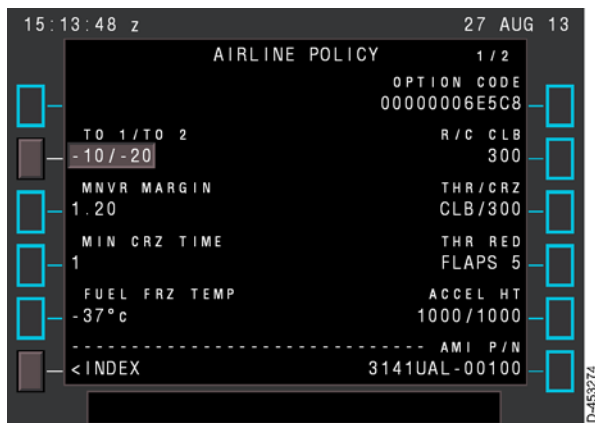 15:13:48 z 27 AUG 13
AIRLINE POLICY 1/2
OPTION CODE
00000006E5C8
TO 1/TO 2 R/C CLB
-10/-20 300
MNVR MARGIN THR/CRZ
1.20 CLB/300
MIN CRZ TIME THR RED
1 FLAPS 5
FUEL FRZ TEMP ACCEL HT
-37°c 1000/1000
-------------------------------- AMI P/N
<INDEX 3141UAL-00100
D-453274